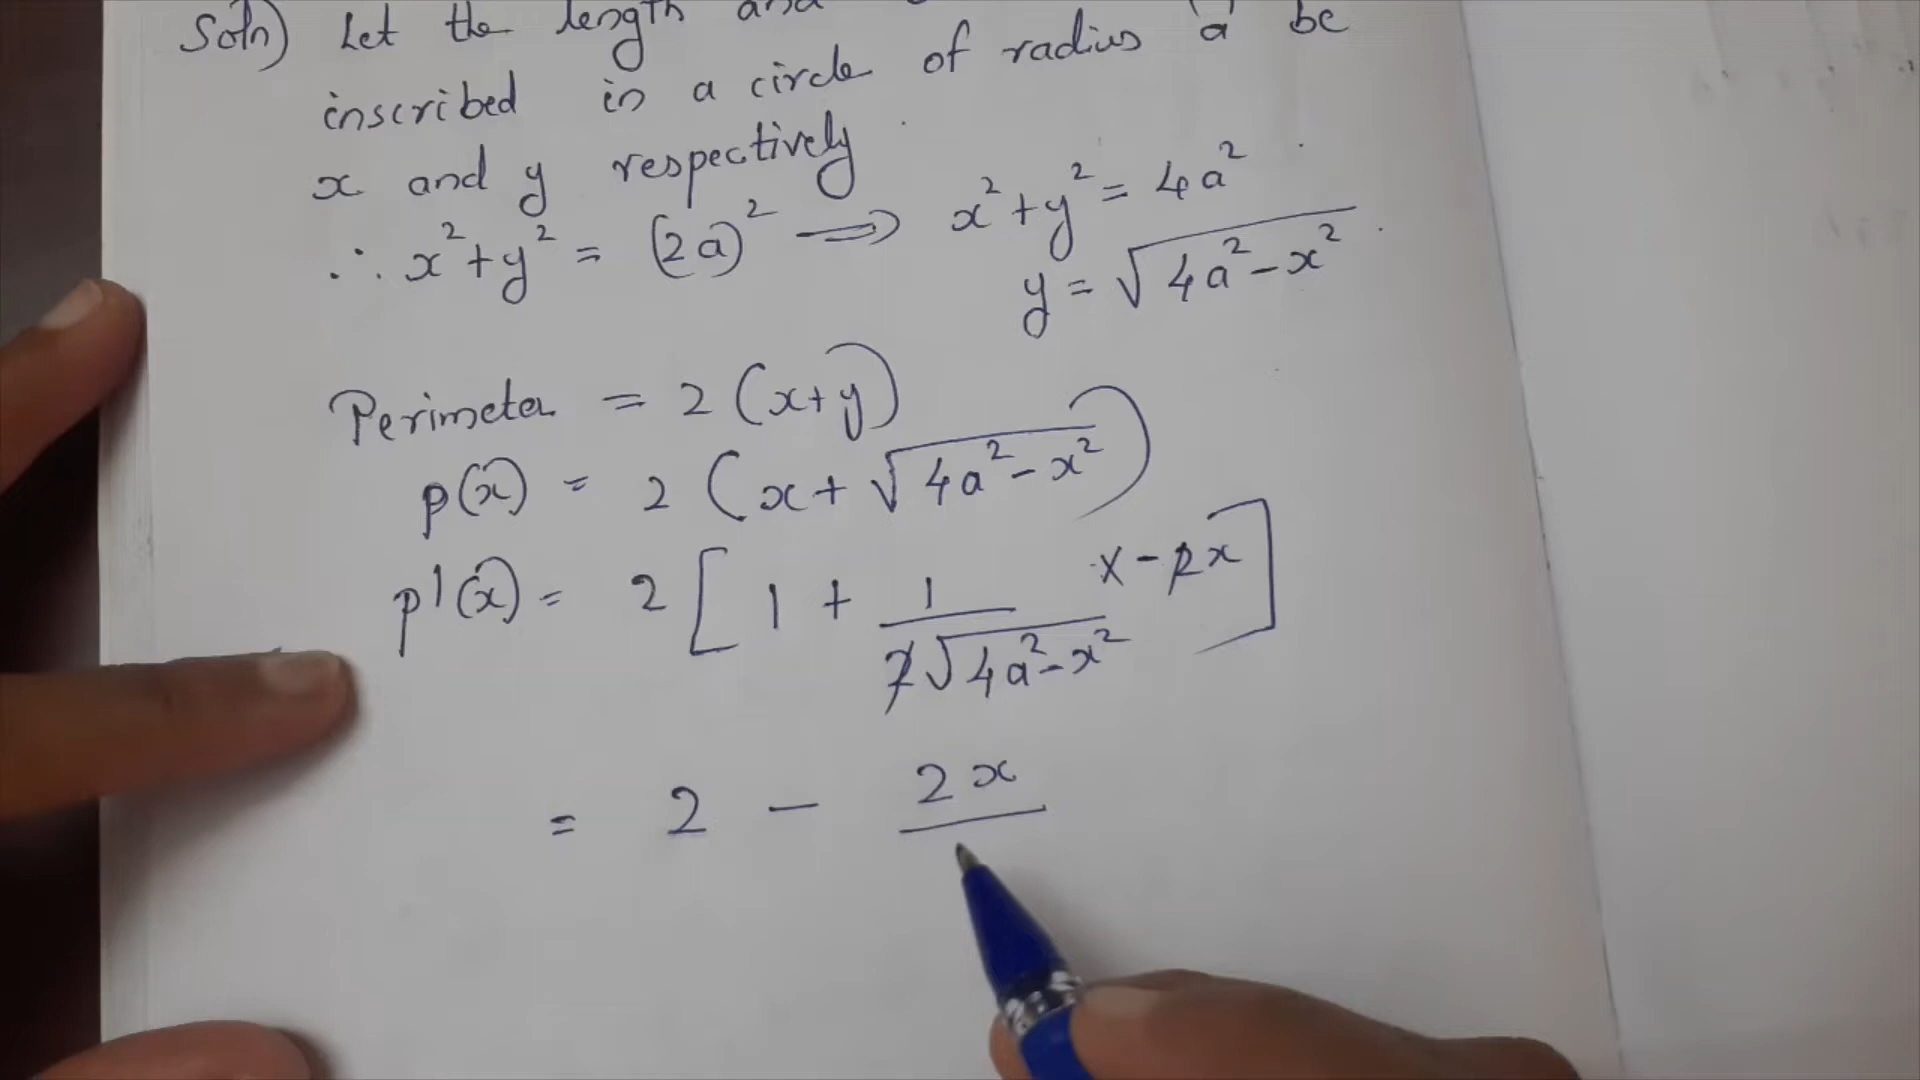 Soln) Let the length and
inscribed in a circle of radius 'a' be
x and y respectively
∴ x²+y² = (2a)² ⟹ x²+y² = 4a²
y = √(4a²-x²)
Perimeter = 2(x+y)
p(x) = 2(x+√(4a²-x²))
p'(x) = 2[1 + 1/(2√(4a²-x²)) x -2x]
= 2 - 2x